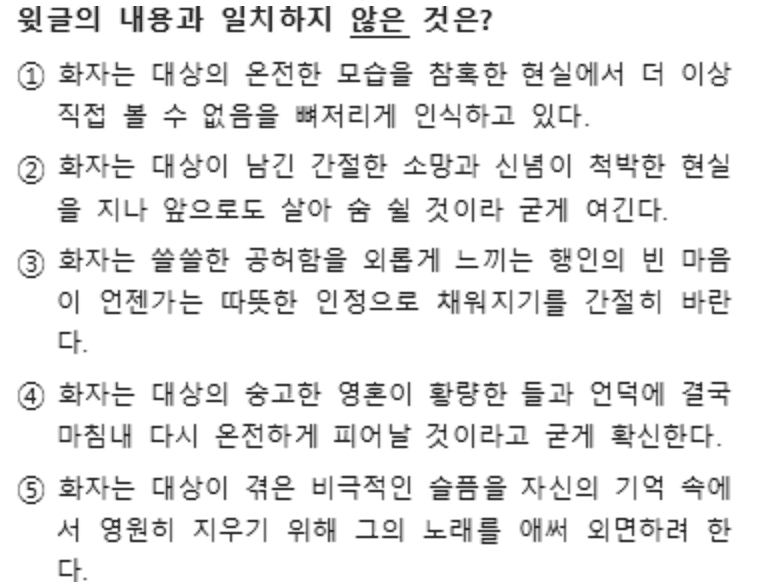 윗글의 내용과 일치하지 않은 것은?
① 화자는 대상의 온전한 모습을 참혹한 현실에서 더 이상
직접 볼 수 없음을 뼈저리게 인식하고 있다.
② 화자는 대상이 남긴 간절한 소망과 신념이 척박한 현실
을 지나 앞으로도 살아 숨 쉴 것이라 굳게 여긴다.
③ 화자는 쓸쓸한 공허함을 외롭게 느끼는 행인의 빈 마음
이 언젠가는 따뜻한 인정으로 채워지기를 간절히 바란
다.
④ 화자는 대상의 숭고한 영혼이 황량한 들과 언덕에 결국
마침내 다시 온전하게 피어날 것이라고 굳게 확신한다.
⑤ 화자는 대상이 겪은 비극적인 슬픔을 자신의 기억 속에
서 영원히 지우기 위해 그의 노래를 애써 외면하려 한
다.